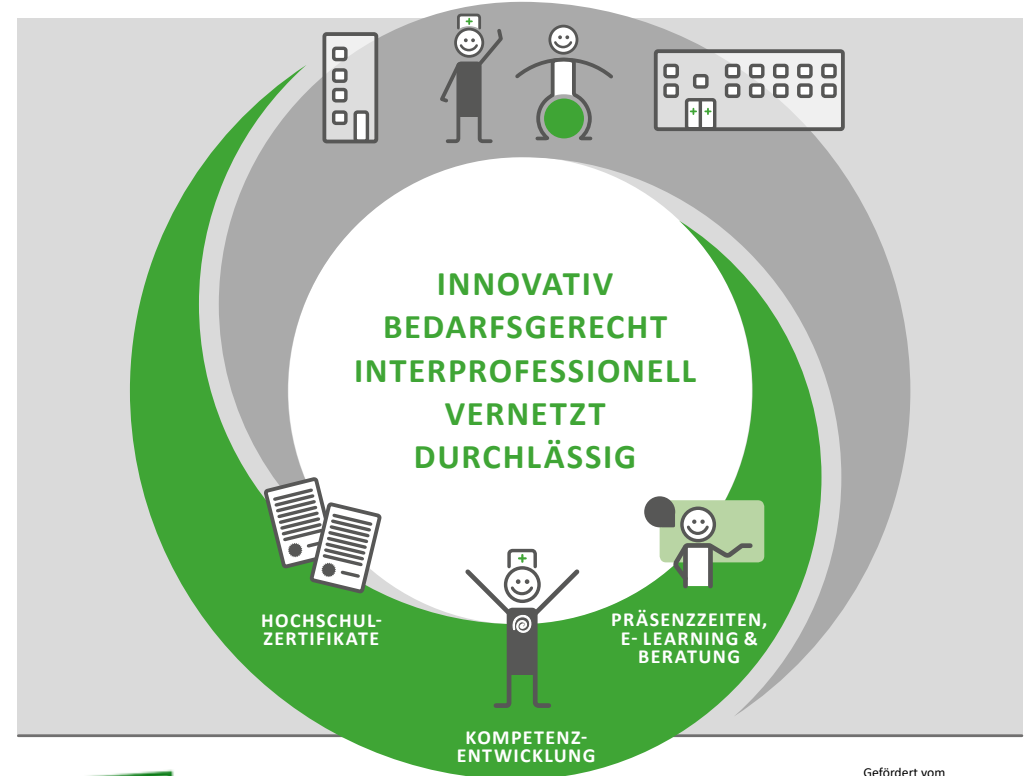 INNOVATIV
BEDARFSGERECHT
INTERPROFESSIONELL
VERNETZT
DURCHLÄSSIG
HOCHSCHUL-
ZERTIFIKATE
PRÄSENZZEITEN,
E- LEARNING &
BERATUNG
KOMPETENZ-
ENTWICKLUNG
Gefördert vom